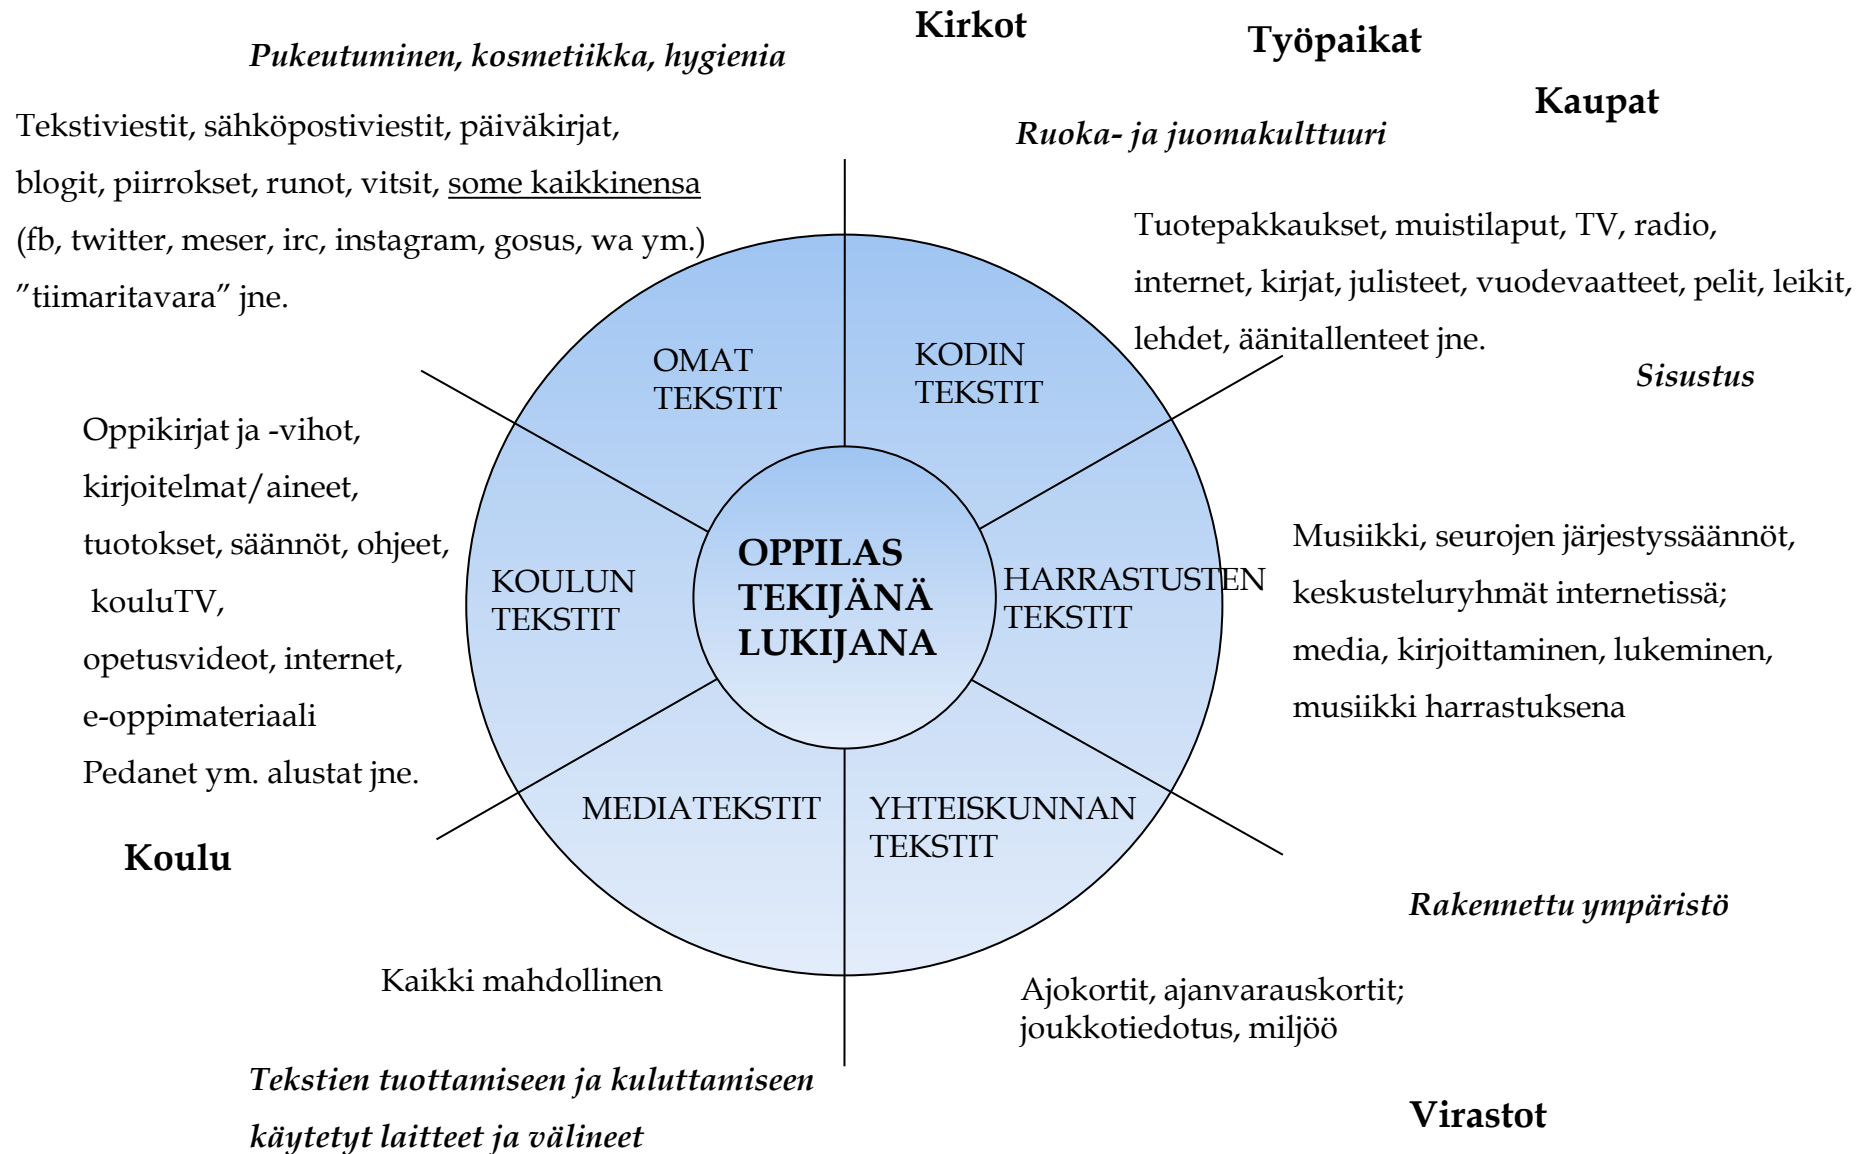 Kirkot
Työpaikat
Pukeutuminen, kosmetiikka, hygienia
Kaupat
Ruoka- ja juomakulttuuri
Tekstiviestit, sähköpostiviestit, päiväkirjat,
blogit, piirrokset, runot, vitsit, some kaikkinensa
(fb, twitter, meser, irc, instagram, gosus, wa ym.)
”tiimaritavara” jne.
Tuotepakkaukset, muistilaput, TV, radio,
internet, kirjat, julisteet, vuodevaatteet, pelit, leikit,
lehdet, äänitallenteet jne.
Sisustus
OMAT
TEKSTIT
KODIN
TEKSTIT
Oppikirjat ja -vihot,
kirjoitelmat/aineet,
tuotokset, säännöt, ohjeet,
kouluTV,
opetusvideot, internet,
e-oppimateriaali
Pedanet ym. alustat jne.
KOULUN
TEKSTIT
OPPILAS
TEKIJÄNÄ
LUKIJANA
HARRASTUSTEN
TEKSTIT
Musiikki, seurojen järjestyssäännöt,
keskusteluryhmät internetissä;
media, kirjoittaminen, lukeminen,
musiikki harrastuksena
MEDIATEKSTIT
YHTEISKUNNAN
TEKSTIT
Koulu
Rakennettu ympäristö
Kaikki mahdollinen
Ajokortit, ajanvarauskortit;
joukkotiedotus, miljöö
Tekstien tuottamiseen ja kuluttamiseen
käytetyt laitteet ja välineet
Virastot